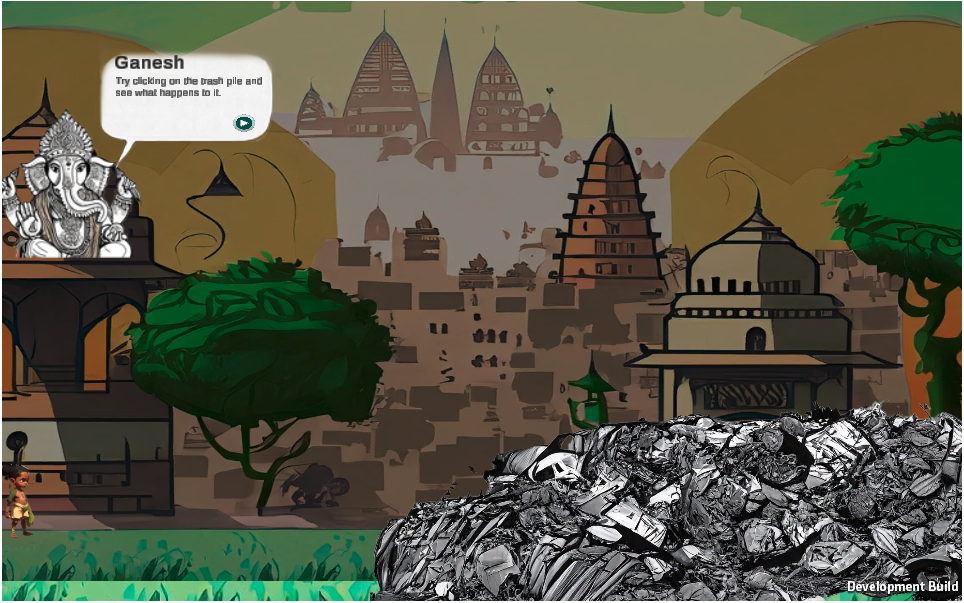 Ganesh
Try clicking on the trash pile and
see what happens to it.
Development Build